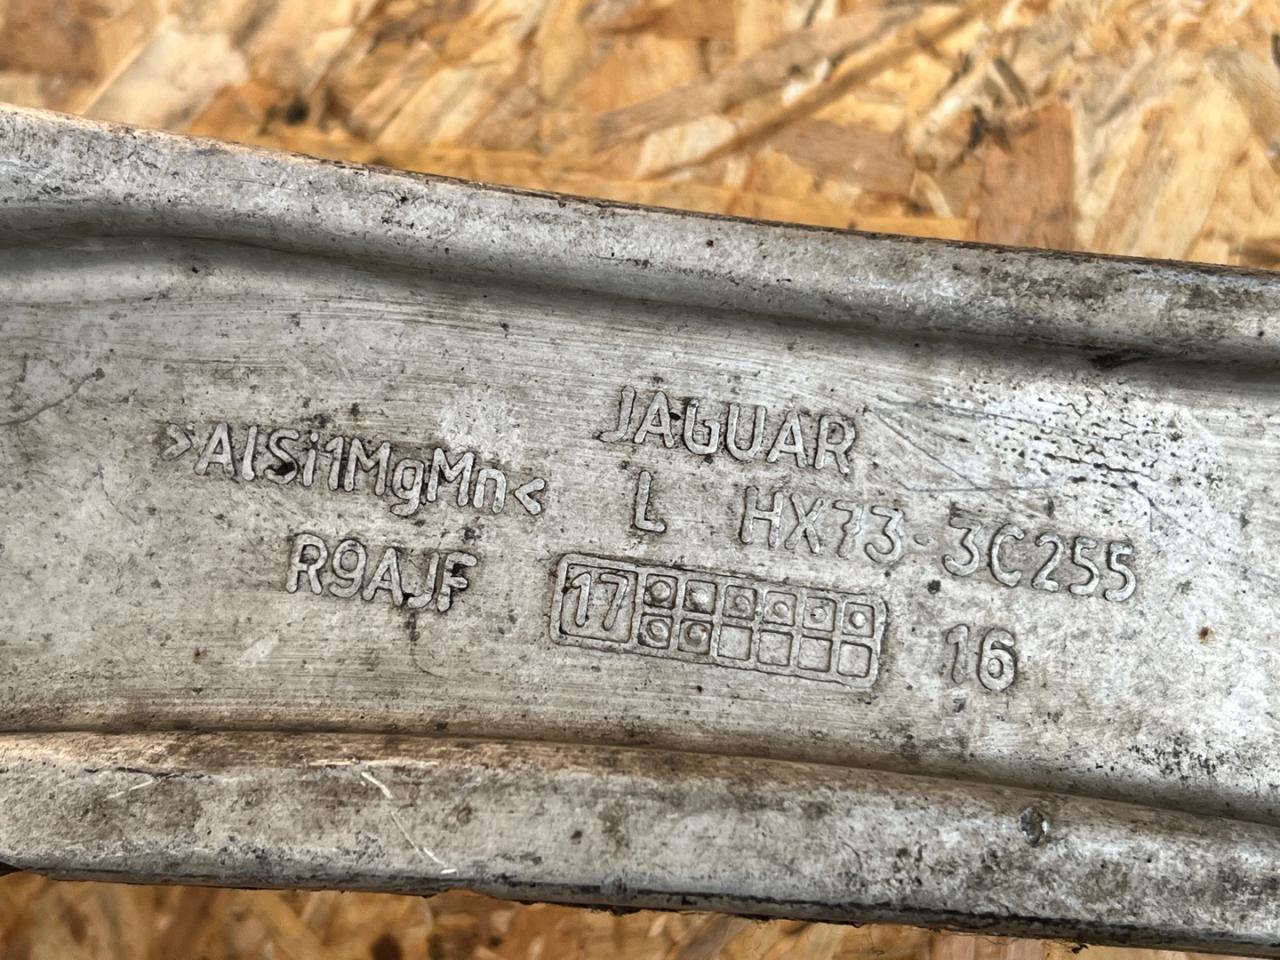 JAGUAR
>AlSi1MgMn<
L HX73-3C255
R9AJF
17
16